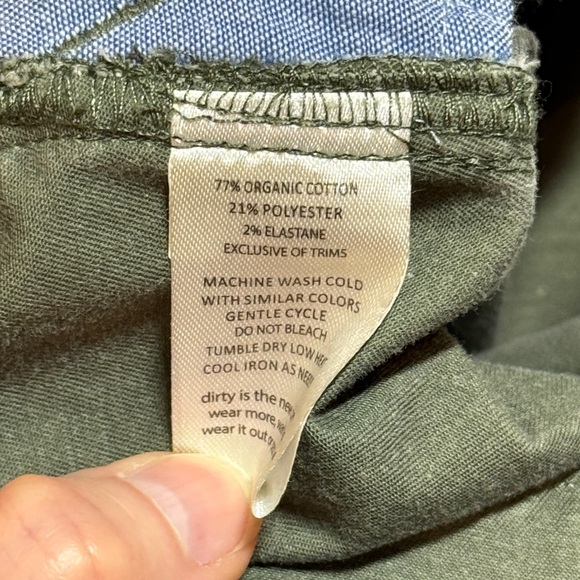 77% ORGANIC COTTON
21% POLYESTER
2% ELASTANE
EXCLUSIVE OF TRIMS
MACHINE WASH COLD
WITH SIMILAR COLORS
GENTLE CYCLE
DO NOT BLEACH
TUMBLE DRY LOW
COOL IRON AS
dirty is the
wear more,
wear it out